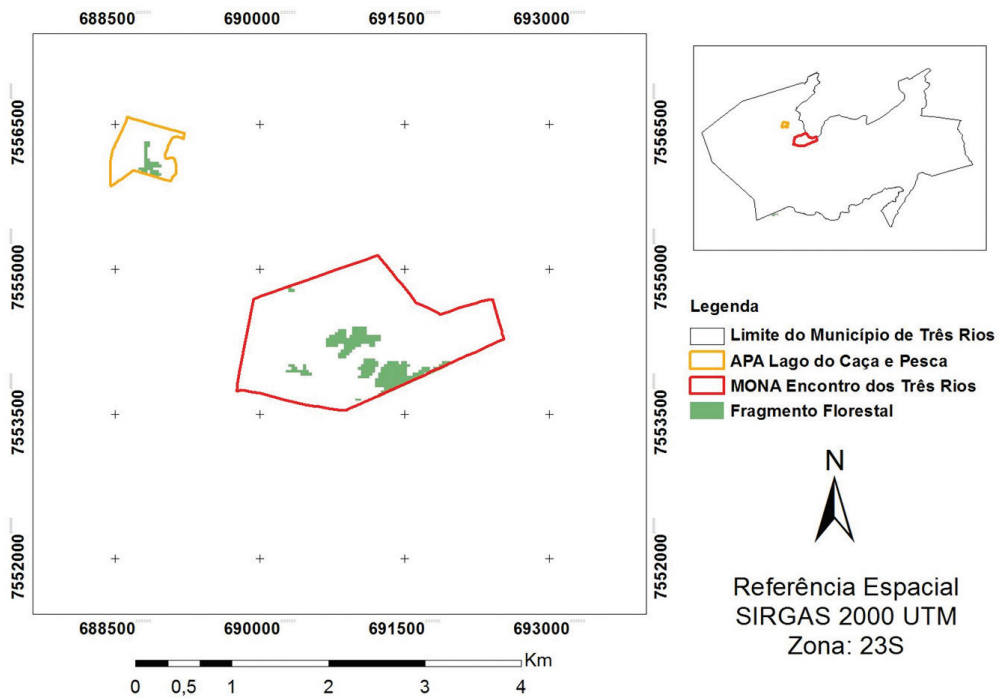 688500 690000 691500 693000
7556500 7556500
7555000 7555000
7553500 7553500
7552000 7552000
688500 690000 691500 693000
Km
0 0,5 1 2 3 4
Legenda
Limite do Município de Três Rios
APA Lago do Caça e Pesca
MONA Encontro dos Três Rios
Fragmento Florestal
N
Referência Espacial
SIRGAS 2000 UTM
Zona: 23S